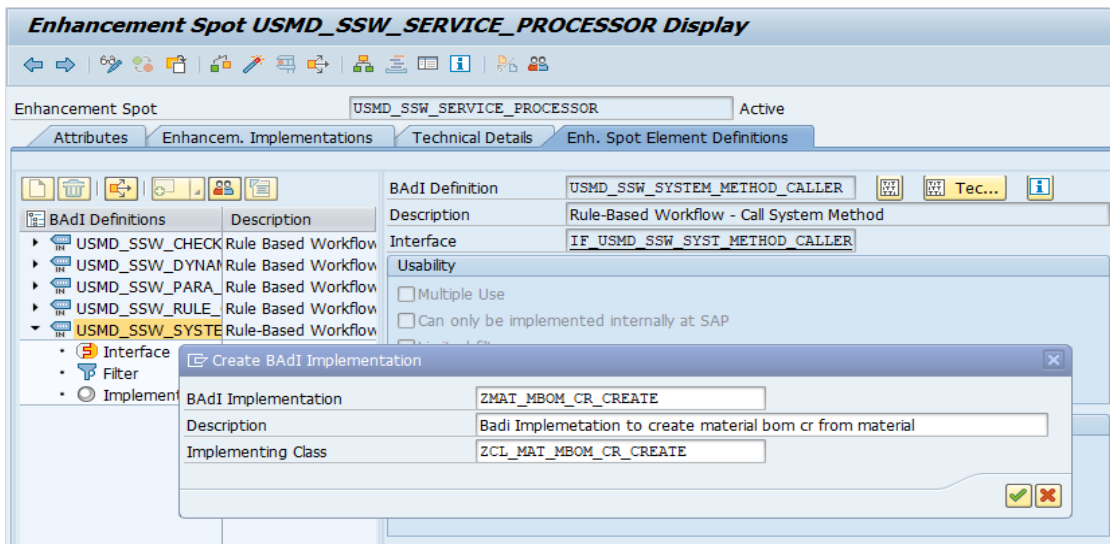 Enhancement Spot USMD_SSW_SERVICE_PROCESSOR Display
Enhancement Spot USMD_SSW_SERVICE_PROCESSOR Active
Attributes Enhancem. Implementations Technical Details Enh. Spot Element Definitions
BAdI Definition USMD_SSW_SYSTEM_METHOD_CALLER Tec...
BAdI Definitions Description
Description Rule-Based Workflow - Call System Method
USMD_SSW_CHECK Rule Based Workflow
Interface IF_USMD_SSW_SYST_METHOD_CALLER
USMD_SSW_DYNAM Rule Based Workflow
Usability
USMD_SSW_PARA_ Rule Based Workflow
Multiple Use
USMD_SSW_RULE_ Rule Based Workflow
Can only be implemented internally at SAP
USMD_SSW_SYSTE Rule-Based Workflow
Interface
Filter
Implement
Create BAdI Implementation
BAdI Implementation ZMAT_MBOM_CR_CREATE
Description Badi Implemetation to create material bom cr from material
Implementing Class ZCL_MAT_MBOM_CR_CREATE